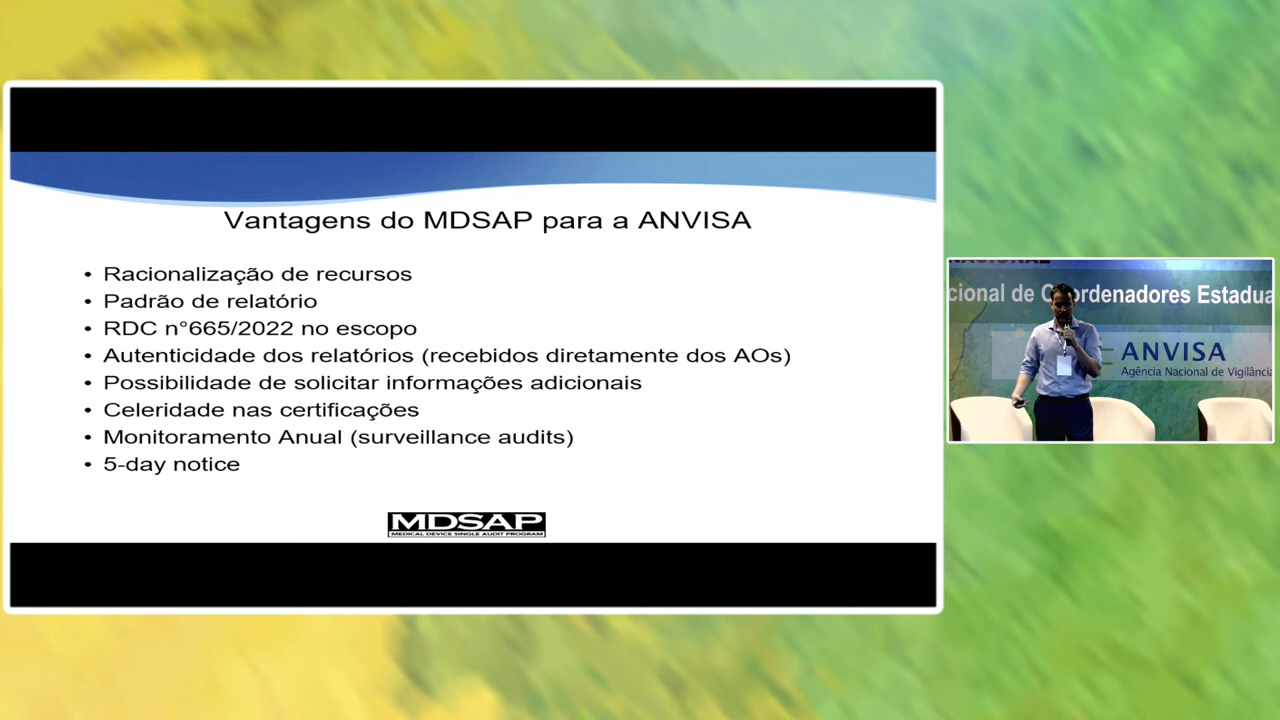 Vantagens do MDSAP para a ANVISA
• Racionalização de recursos
• Padrão de relatório
• RDC n°665/2022 no escopo
• Autenticidade dos relatórios (recebidos diretamente dos AOs)
• Possibilidade de solicitar informações adicionais
• Celeridade nas certificações
• Monitoramento Anual (surveillance audits)
• 5-day notice
MDSAP
MEDICAL DEVICE SINGLE AUDIT PROGRAM
NACIONAL
cional de Coordenadores Estadua
ANVISA
Agência Nacional de Vigilância